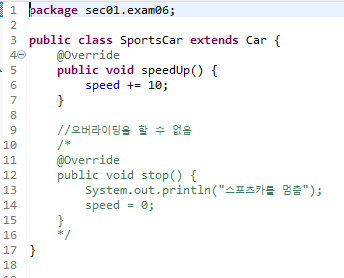 1 package sec01.exam06;
2
3 public class SportsCar extends Car {
4 @Override
5 public void speedUp() {
6 speed += 10;
7 }
8
9 //오버라이딩을 할 수 없음
10 /*
11 @Override
12 public void stop() {
13 System.out.println("스포츠카를 멈춤");
14 speed = 0;
15 }
16 */
17 }
18